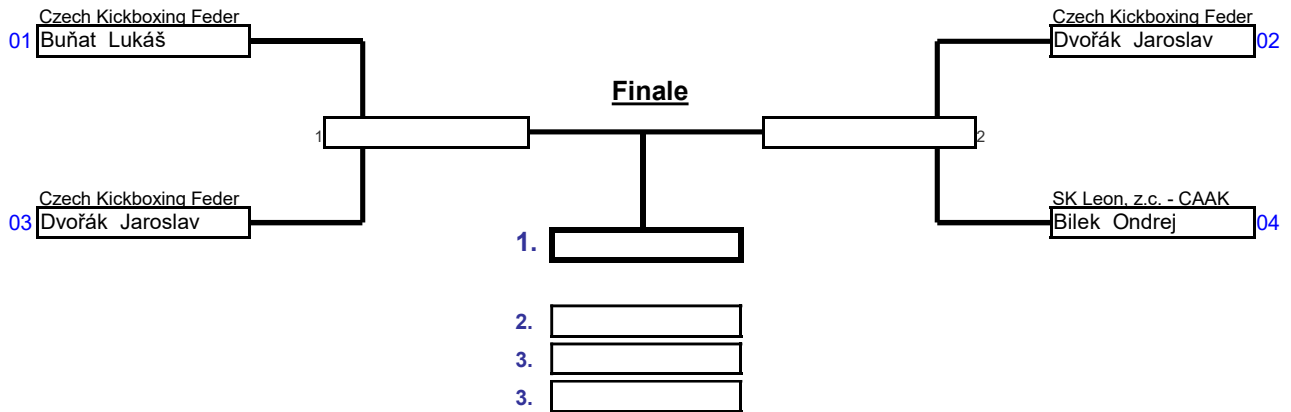 Czech Kickboxing Feder
01 Buňat Lukáš
Czech Kickboxing Feder
Dvořák Jaroslav 02
Finale
1
2
Czech Kickboxing Feder
03 Dvořák Jaroslav
SK Leon, z.c. - CAAK
Bilek Ondrej 04
1.
2.
3.
3.